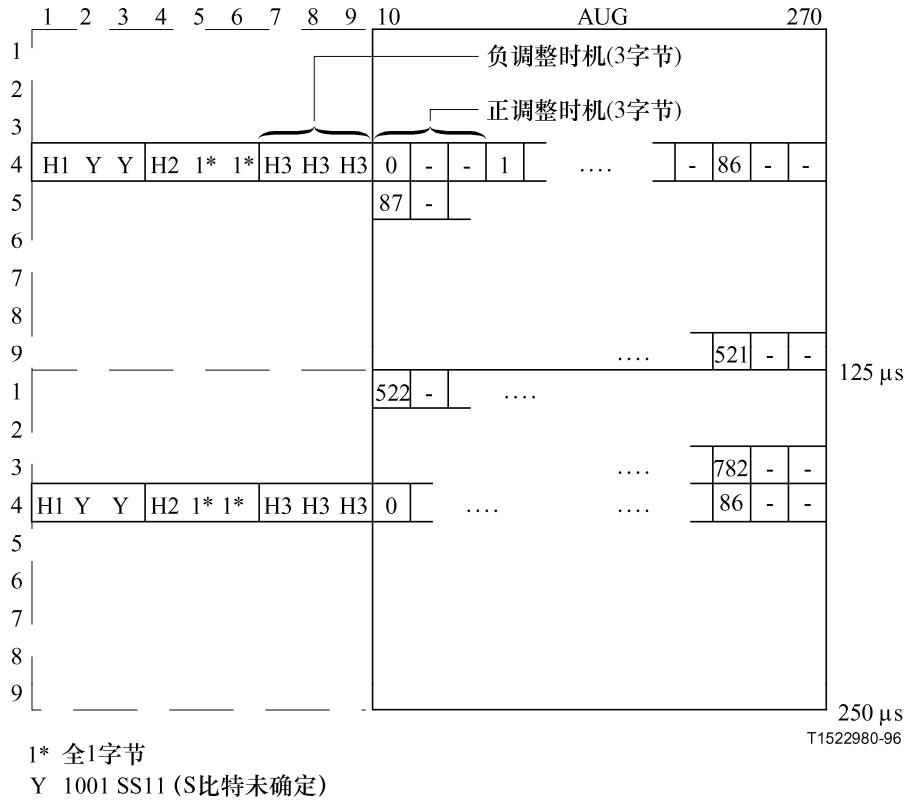 1 2 3 4 5 6 7 8 9 10 AUG 270
1
负调整时机(3字节)
2
正调整时机(3字节)
3
4 H1 Y Y H2 1* 1* H3 H3 H3 0 - - 1 .... - 86 - -
5 87 -
6
7
8
9 .... 521 - -
125 μs
1 522 - ....
2
3 .... 782 - -
4 H1 Y Y H2 1* 1* H3 H3 H3 0 .... .... 86 - -
5
6
7
8
9
250 μs
T1522980-96
1* 全1字节
Y 1001 SS11 (S比特未确定)